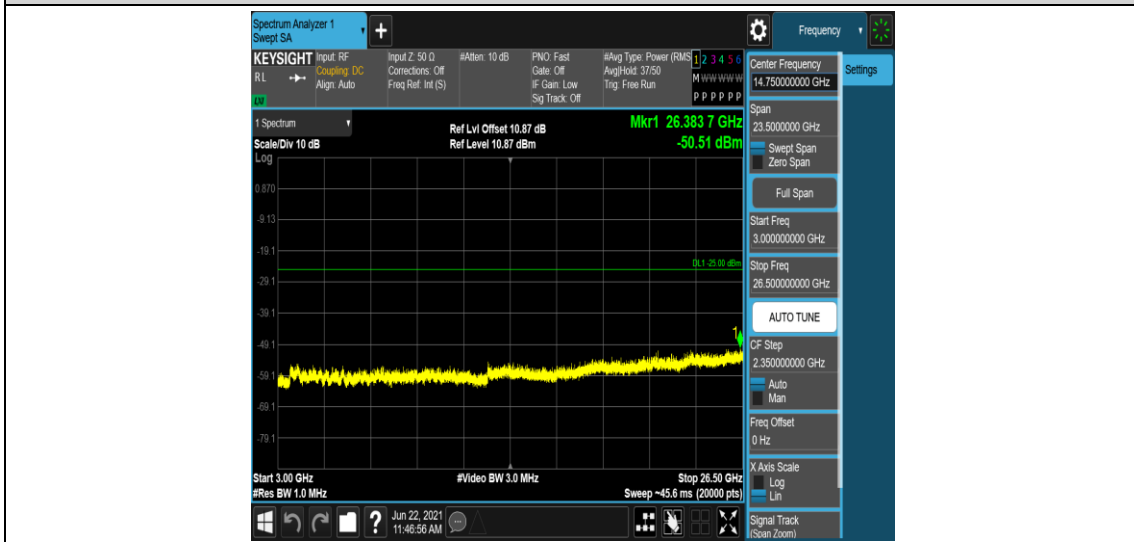 Spectrum Analyzer 1
Swept SA
+
Frequency
KEYSIGHT
RL
LXI
Input: RF
Coupling: DC
Align: Auto
Input Z: 50 Ω
Corrections: Off
Freq Ref: Int (S)
#Atten: 10 dB
PNO: Fast
Gate: Off
IF Gain: Low
Sig Track: Off
#Avg Type: Power (RMS
Avg|Hold: 37/50
Trig: Free Run
1 2 3 4 5 6
M W W W W W
P P P P P P
1 Spectrum
Scale/Div 10 dB
Log
Ref Lvl Offset 10.87 dB
Ref Level 10.87 dBm
Mkr1 26.383 7 GHz
-50.51 dBm
0.870
-9.13
-19.1
DL1 -25.00 dBm
-29.1
-39.1
1
-49.1
-59.1
-69.1
-79.1
Start 3.00 GHz
#Res BW 1.0 MHz
#Video BW 3.0 MHz
Stop 26.50 GHz
Sweep ~45.6 ms (20000 pts)
?
Jun 22, 2021
11:46:56 AM
Center Frequency
14.750000000 GHz
Settings
Span
23.5000000 GHz
Swept Span
Zero Span
Full Span
Start Freq
3.000000000 GHz
Stop Freq
26.500000000 GHz
AUTO TUNE
CF Step
2.350000000 GHz
Auto
Man
Freq Offset
0 Hz
X Axis Scale
Log
Lin
Signal Track
(Span Zoom)